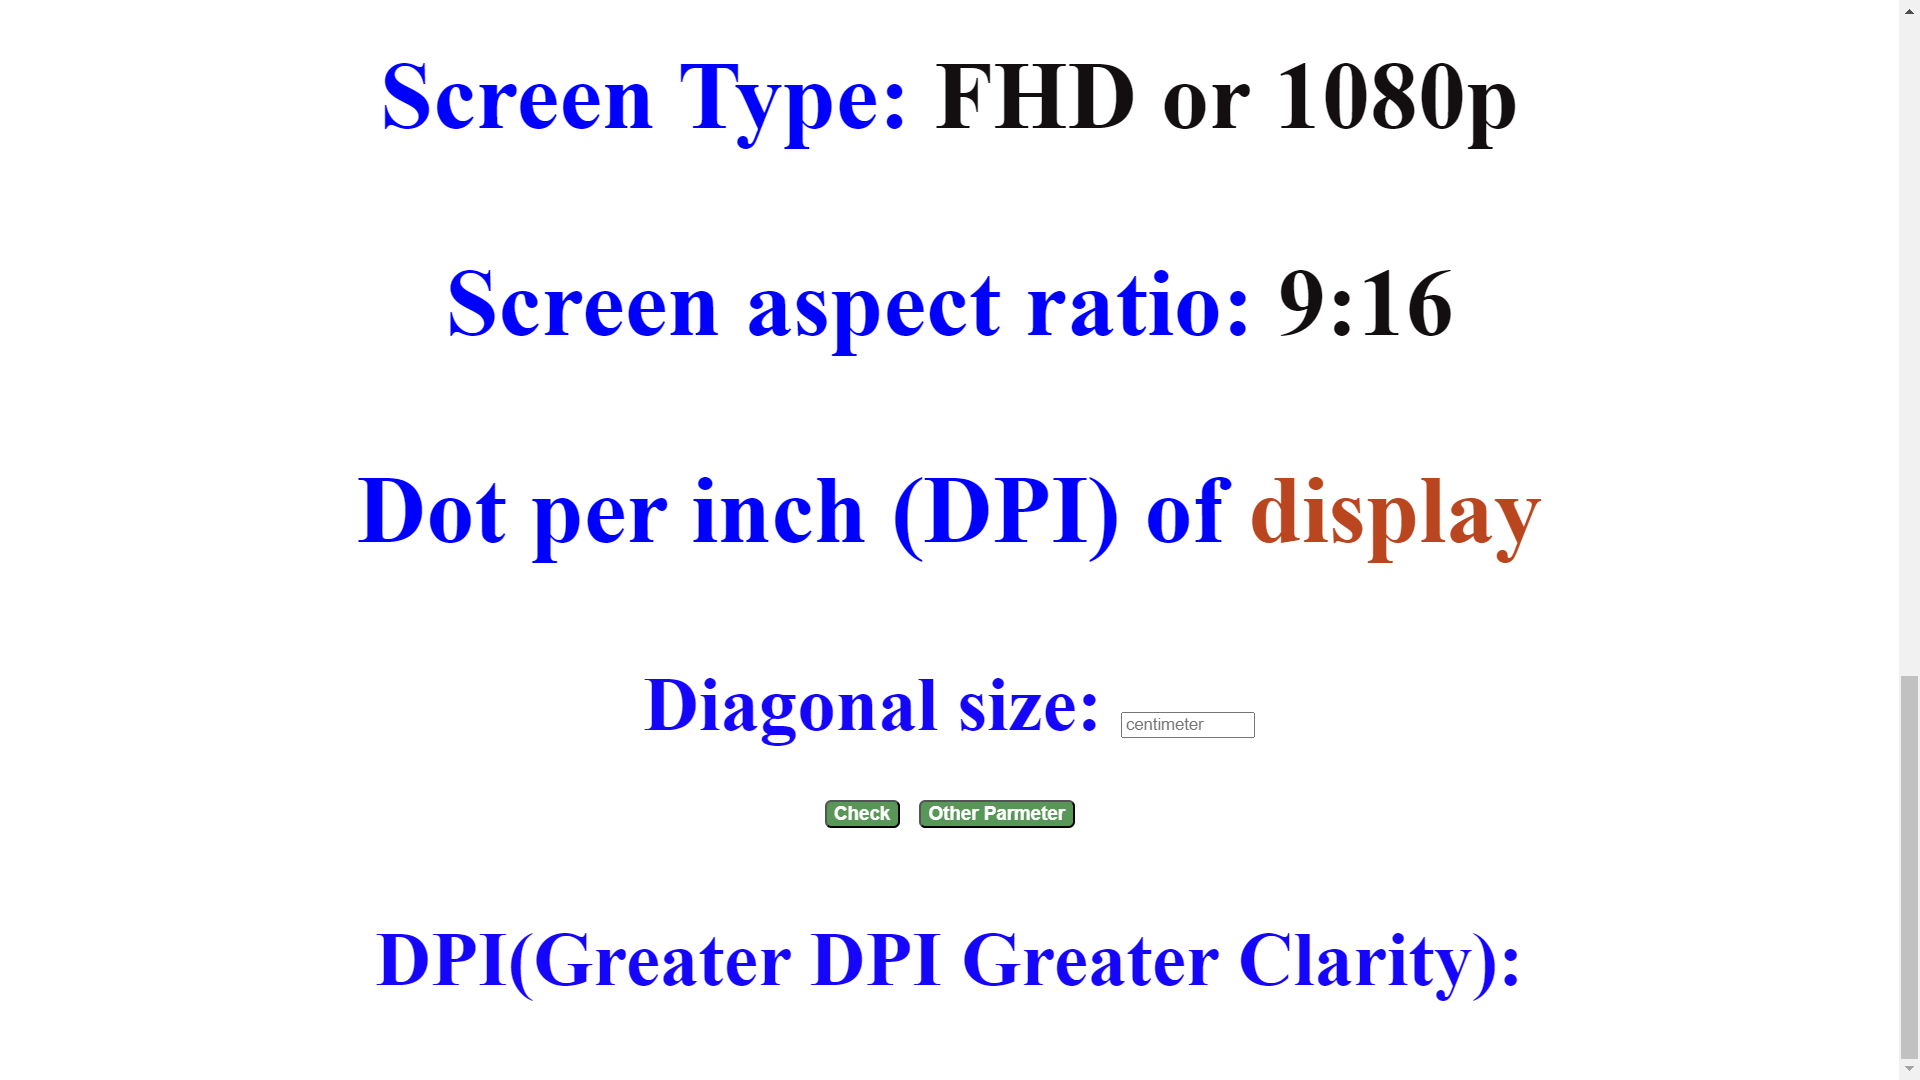 Screen Type: FHD or 1080p
Screen aspect ratio: 9:16
Dot per inch (DPI) of display
Diagonal size: centimeter
Check Other Parmeter
DPI(Greater DPI Greater Clarity):